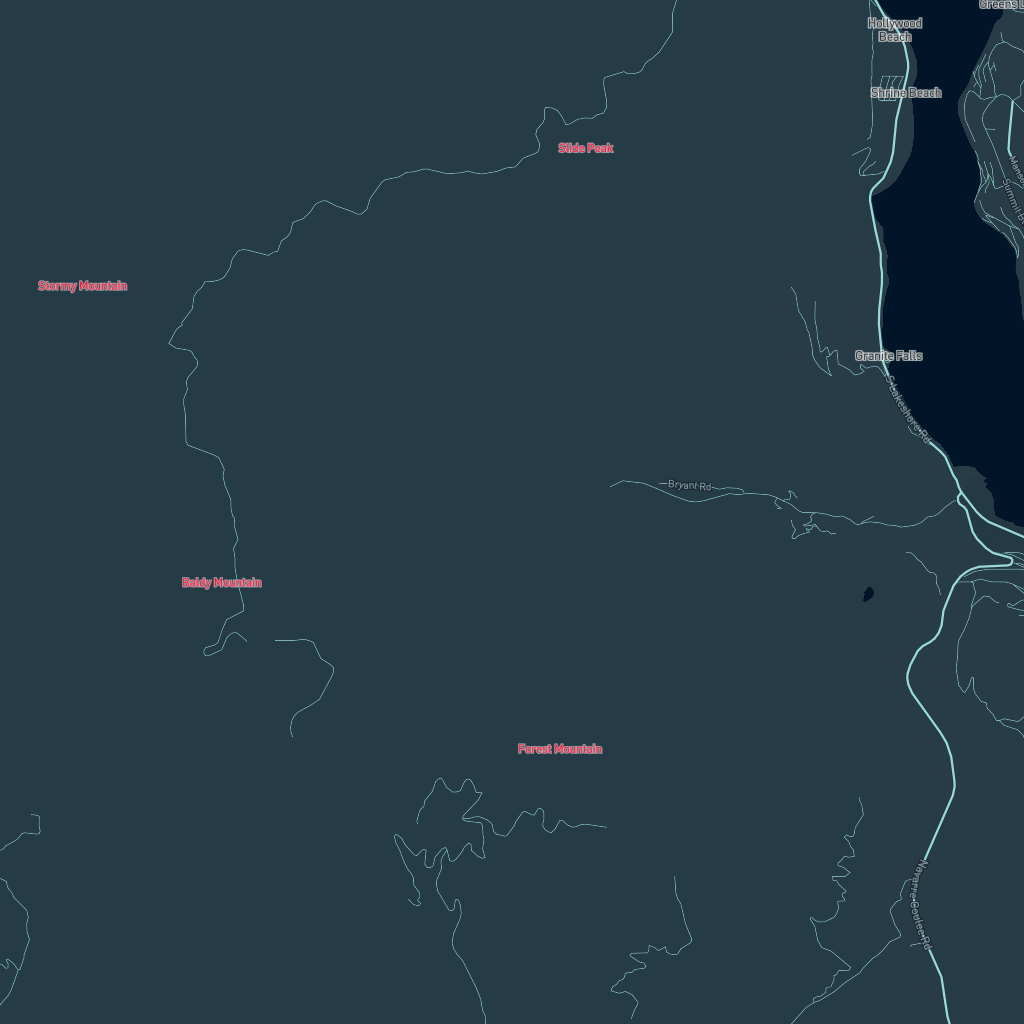 Greens L
Hollywood
Beach
Shrine Beach
Slide Peak
Summit B
Stormy Mountain
Granite Falls
S Lakeshore Rd
Bryant Rd
Baldy Mountain
Forest Mountain
Navarre Coulee Rd